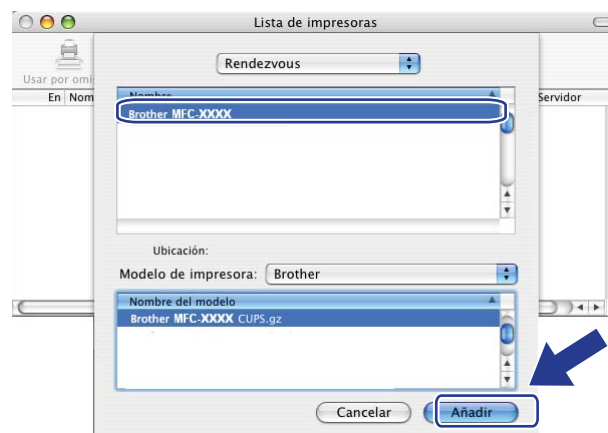 Lista de impresoras
Rendezvous
Usar por omi
En Nom
Nombre
Servidor
Brother MFC-XXXX
Ubicación:
Modelo de impresora: Brother
Nombre del modelo
Brother MFC-XXXX CUPS.gz
Cancelar Añadir